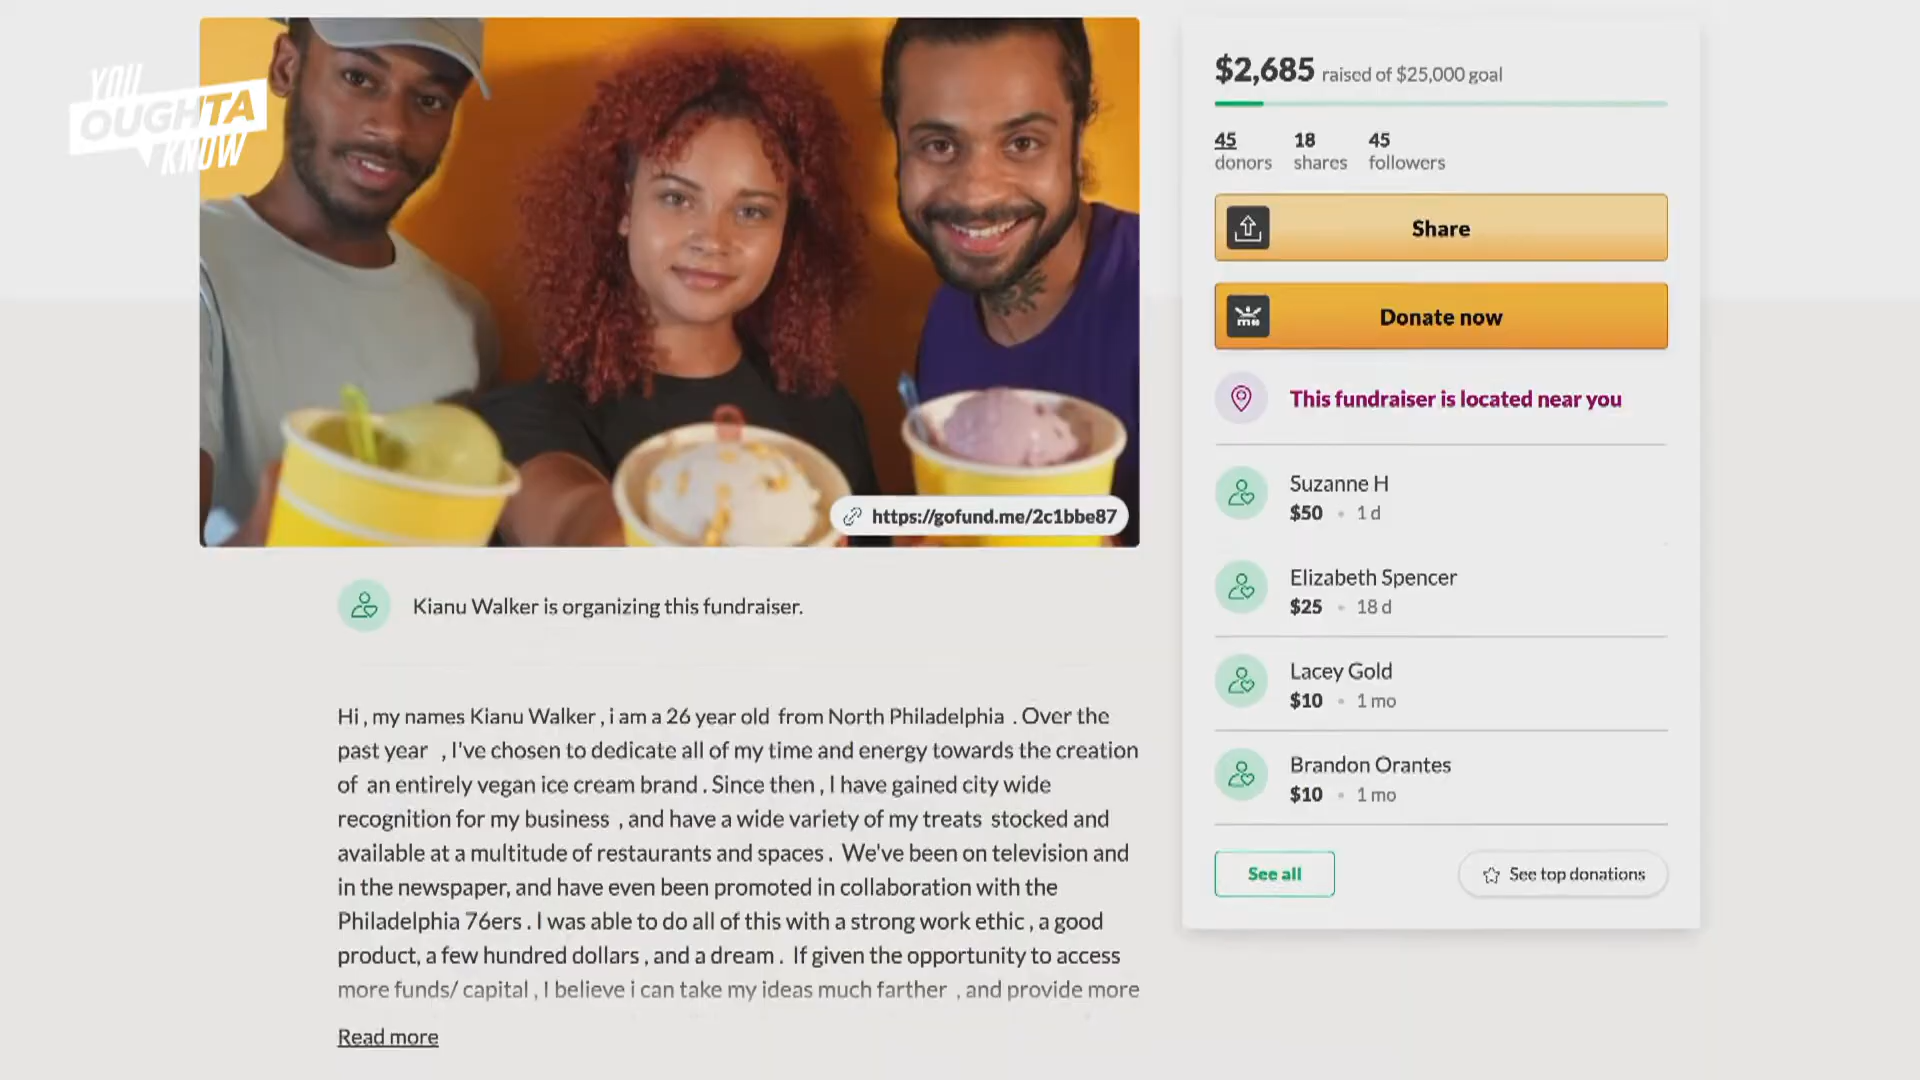 YOU
OUGHTA
KNOW
https://gofund.me/2c1bbe87
Kianu Walker is organizing this fundraiser.
Hi , my names Kianu Walker , i am a 26 year old from North Philadelphia . Over the
past year , I've chosen to dedicate all of my time and energy towards the creation
of an entirely vegan ice cream brand . Since then , I have gained city wide
recognition for my business , and have a wide variety of my treats stocked and
available at a multitude of restaurants and spaces . We've been on television and
in the newspaper, and have even been promoted in collaboration with the
Philadelphia 76ers . I was able to do all of this with a strong work ethic , a good
product, a few hundred dollars , and a dream . If given the opportunity to access
more funds/ capital , I believe i can take my ideas much farther , and provide more
Read more
$2,685 raised of $25,000 goal
45 18 45
donors shares followers
Share
Donate now
This fundraiser is located near you
Suzanne H
$50 • 1 d
Elizabeth Spencer
$25 • 18 d
Lacey Gold
$10 • 1 mo
Brandon Orantes
$10 • 1 mo
See all See top donations